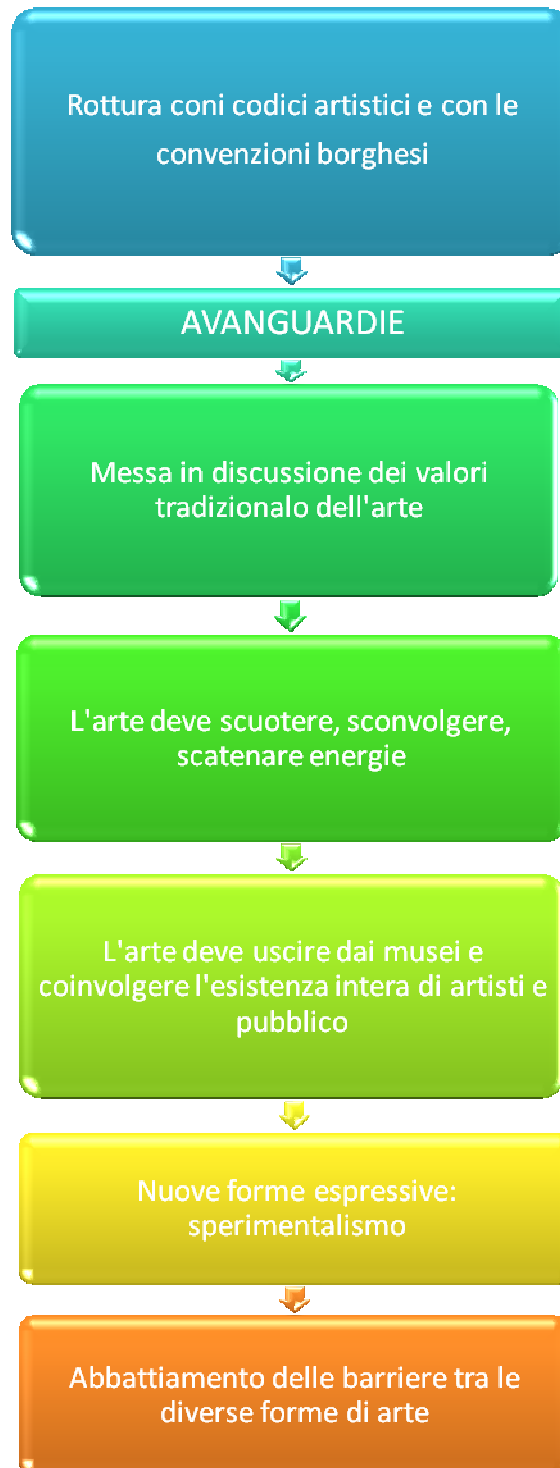 Rottura coni codici artistici e con le
convenzioni borghesi
AVANGUARDIE
Messa in discussione dei valori
tradizionalo dell'arte
L'arte deve scuotere, sconvolgere,
scatenare energie
L'arte deve uscire dai musei e
coinvolgere l'esistenza intera di artisti e
pubblico
Nuove forme espressive:
sperimentalismo
Abbattiamento delle barriere tra le
diverse forme di arte